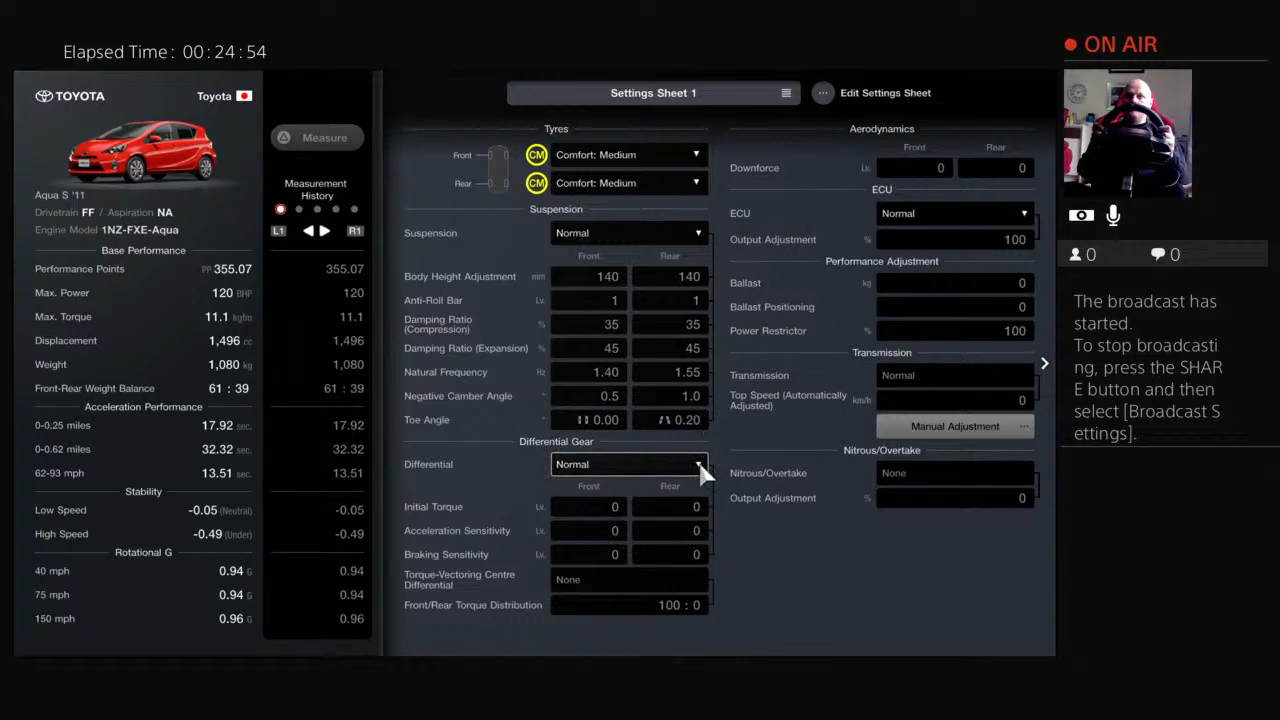 Elapsed Time: 00:24:54
ON AIR
TOYOTA
Toyota
Aqua S '11
Drivetrain FF / Aspiration NA
Engine Model 1NZ-FXE-Aqua
Base Performance
Performance Points PP 355.07
Max. Power 120 BHP
Max. Torque 11.1 kgfm
Displacement 1,496 cc
Weight 1,080 kg
Front-Rear Weight Balance 61 : 39
Acceleration Performance
0-0.25 miles 17.92 sec.
0-0.62 miles 32.32 sec.
62-93 mph 13.51 sec.
Stability
Low Speed -0.05 (Neutral)
High Speed -0.49 (Under)
Rotational G
40 mph 0.94 G
75 mph 0.94 G
150 mph 0.96 G
Measure
Measurement
History
L1 R1
355.07
120
11.1
1,496
1,080
61 : 39
17.92
32.32
13.51
-0.05
-0.49
0.94
0.94
0.96
Settings Sheet 1
Edit Settings Sheet
Tyres
Front CM Comfort: Medium
Rear CM Comfort: Medium
Suspension
Suspension Normal
Front Rear
Body Height Adjustment mm 140 140
Anti-Roll Bar Lv. 1 1
Damping Ratio
(Compression) % 35 35
Damping Ratio (Expansion) % 45 45
Natural Frequency Hz 1.40 1.55
Negative Camber Angle ° 0.5 1.0
Toe Angle ° 0.00 0.20
Differential Gear
Differential Normal
Front Rear
Initial Torque Lv. 0 0
Acceleration Sensitivity Lv. 0 0
Braking Sensitivity Lv. 0 0
Torque-Vectoring Centre
Differential None
Front/Rear Torque Distribution 100 : 0
Aerodynamics
Front Rear
Downforce Lv. 0 0
ECU
ECU Normal
Output Adjustment % 100
Performance Adjustment
Ballast kg 0
Ballast Positioning 0
Power Restrictor % 100
Transmission
Transmission Normal
Top Speed (Automatically
Adjusted) km/h 0
Manual Adjustment
Nitrous/Overtake
Nitrous/Overtake None
Output Adjustment % 0
0 0
The broadcast has
started.
To stop broadcasti
ng, press the SHAR
E button and then
select [Broadcast S
ettings].